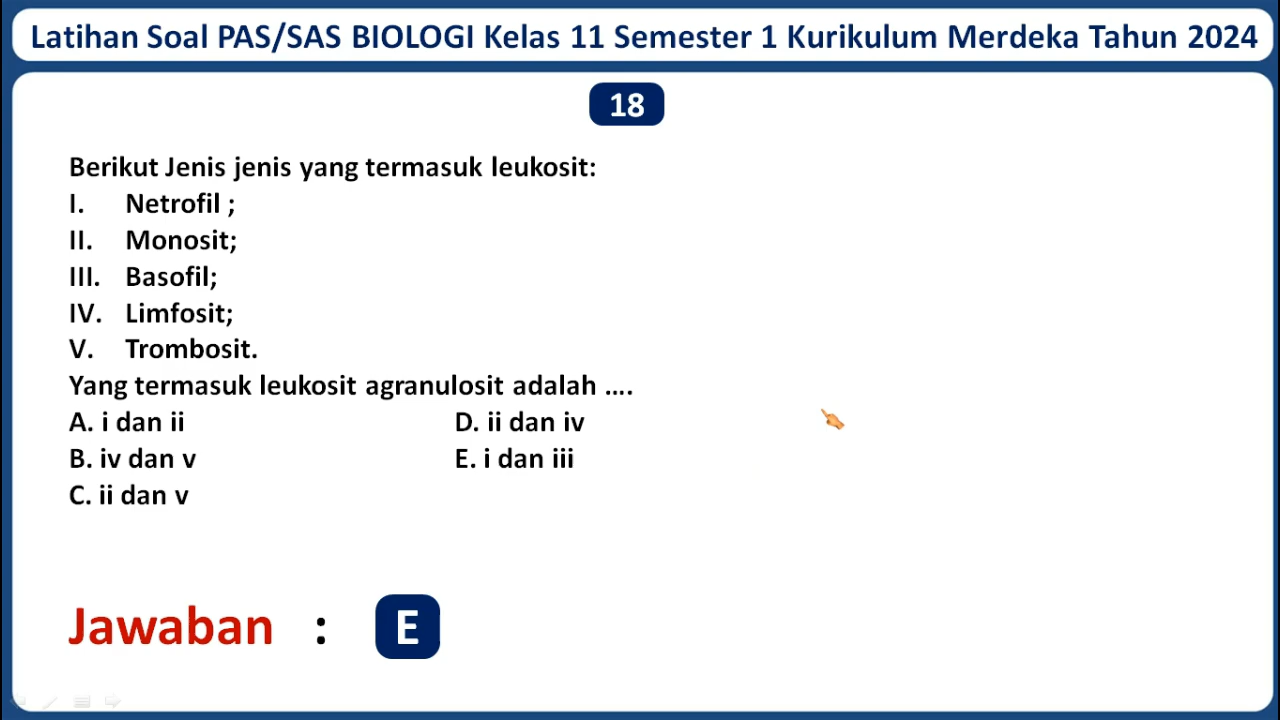 Latihan Soal PAS/SAS BIOLOGI Kelas 11 Semester 1 Kurikulum Merdeka Tahun 2024
18
Berikut Jenis jenis yang termasuk leukosit:
I. Netrofil ;
II. Monosit;
III. Basofil;
IV. Limfosit;
V. Trombosit.
Yang termasuk leukosit agranulosit adalah ....
A. i dan ii
B. iv dan v
C. ii dan v
D. ii dan iv
E. i dan iii
Jawaban : E